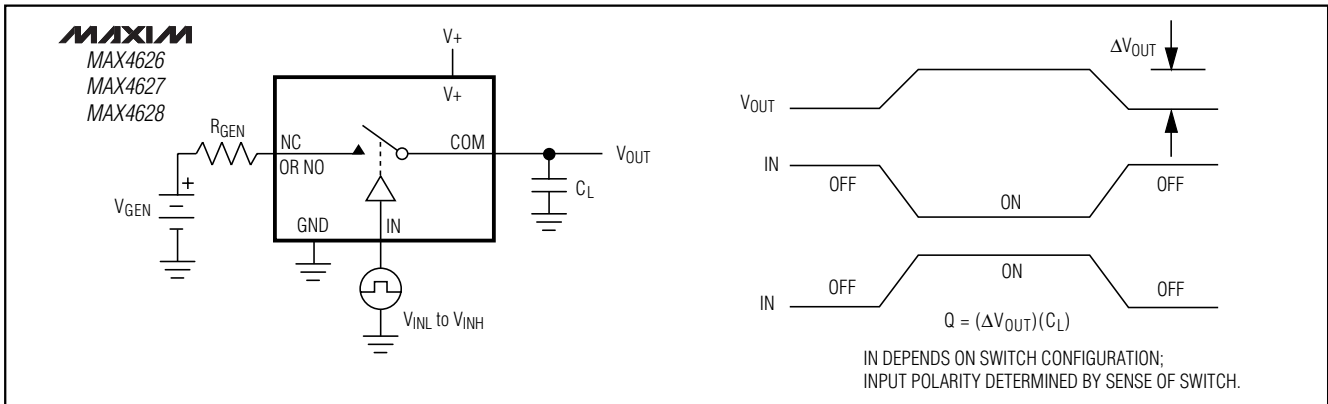 MAXIM
MAX4626
MAX4627
MAX4628
V+
V+
RGEN
NC
OR NO
COM
VOUT
CL
VGEN
+
GND
IN
VINL to VINH
ΔVOUT
VOUT
IN
OFF
ON
OFF
IN
OFF
ON
OFF
Q = (ΔVOUT)(CL)
IN DEPENDS ON SWITCH CONFIGURATION;
INPUT POLARITY DETERMINED BY SENSE OF SWITCH.